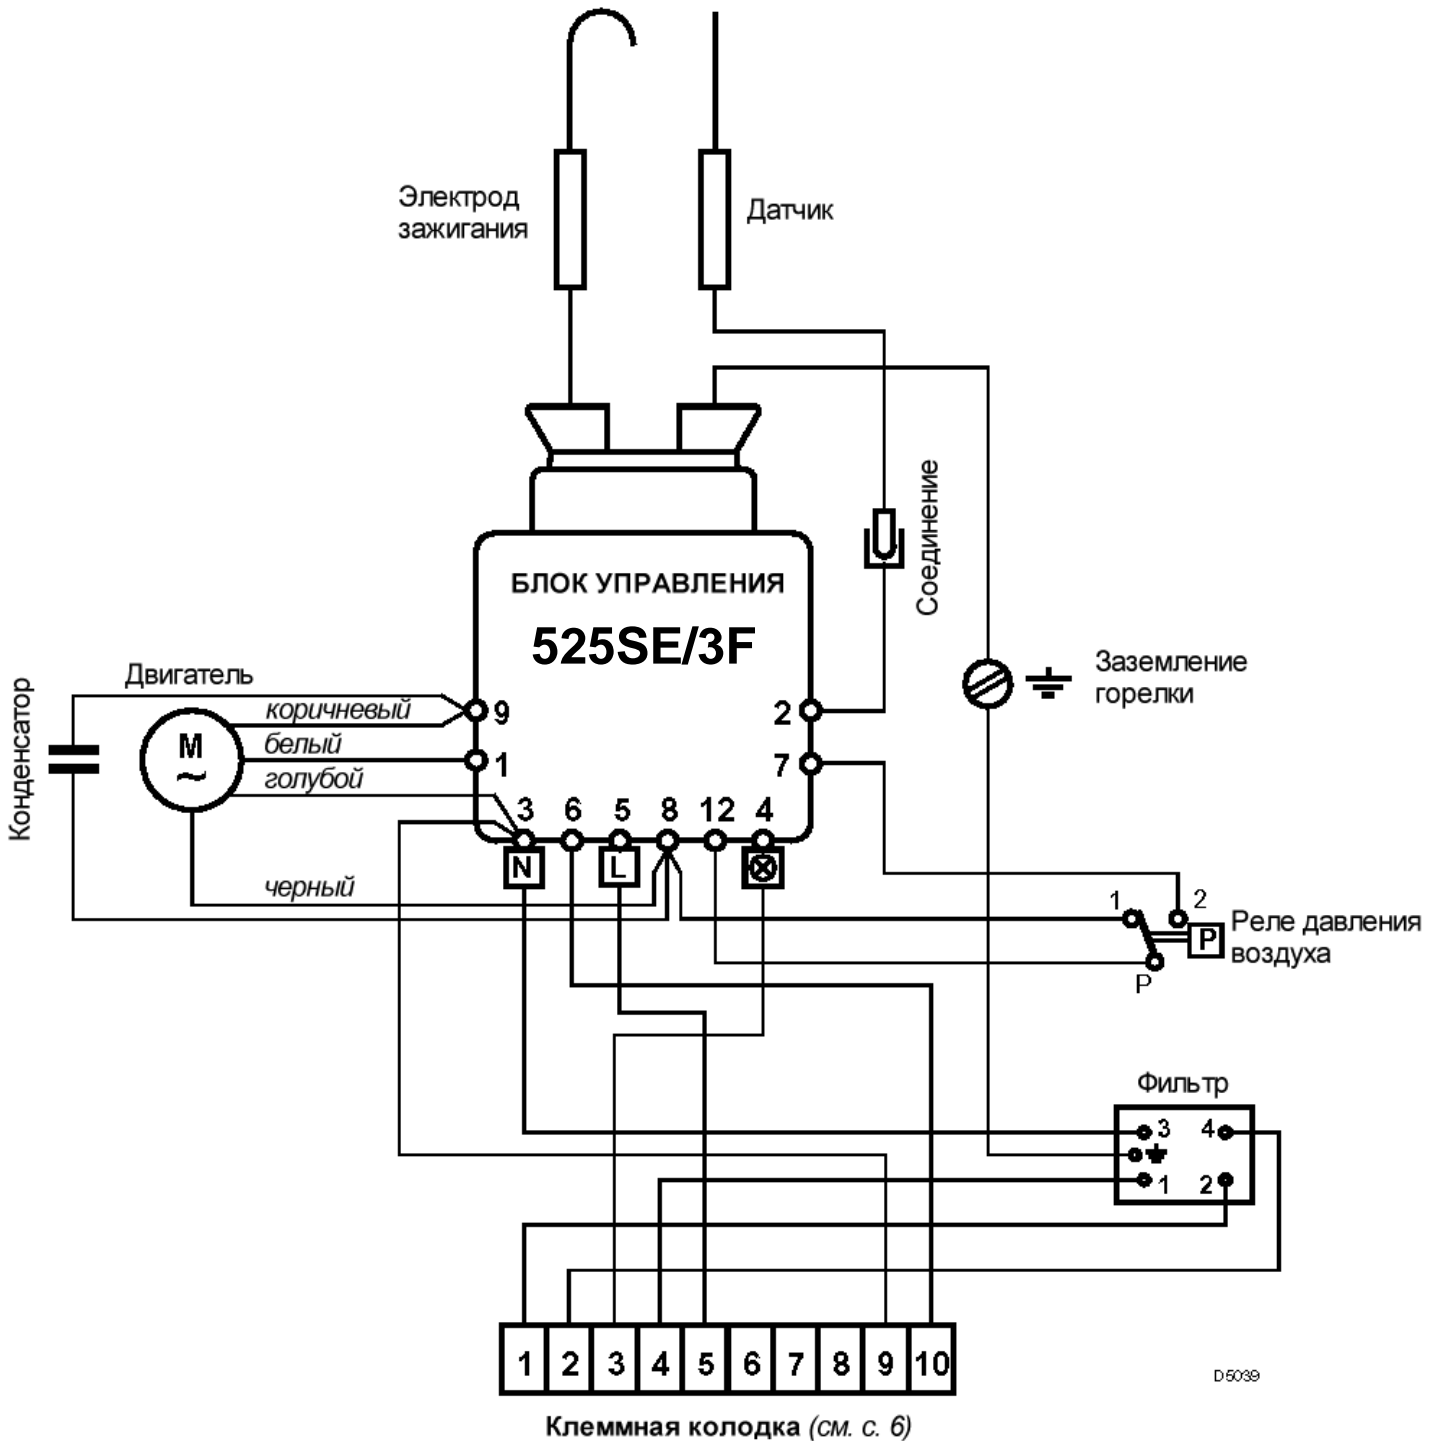 Электрод
зажигания
Датчик
Соединение
БЛОК УПРАВЛЕНИЯ
525SE/3F
Заземление
горелки
Двигатель
Конденсатор
коричневый
белый
голубой
черный
M
~
9
1
2
7
3 6 5 8 12 4
N L
1 2
P
P
Реле давления
воздуха
Фильтр
3 4
1 2
1 2 3 4 5 6 7 8 9 10
D5039
Клеммная колодка (см. с. 6)